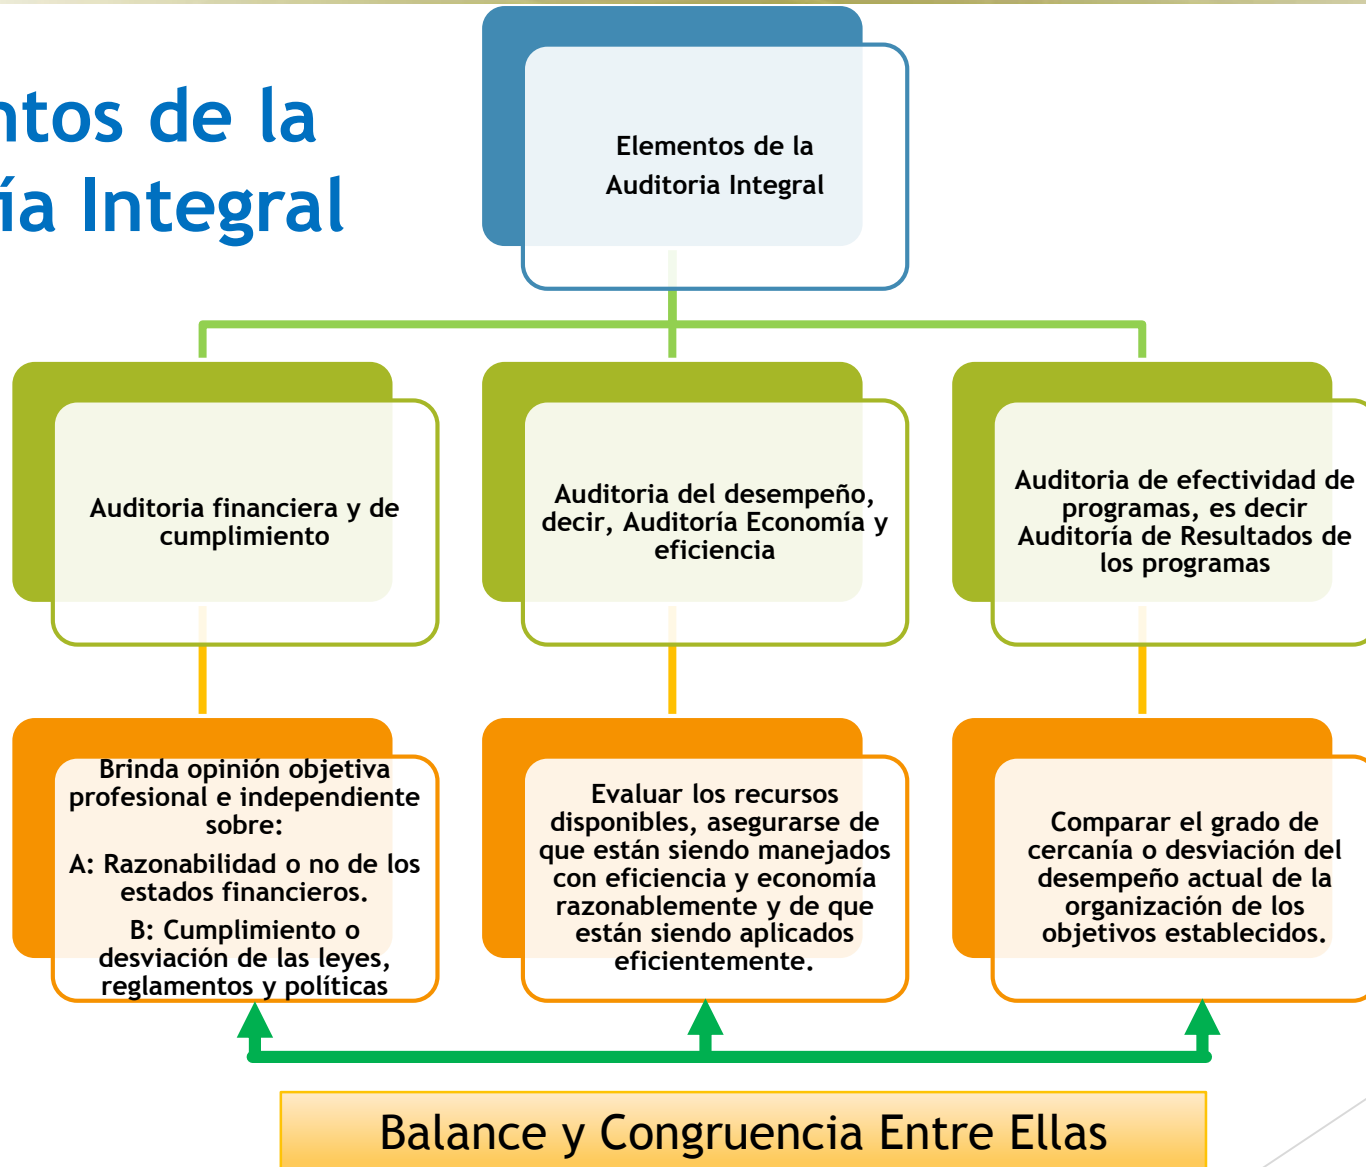 ntos de la
ía Integral
Elementos de la
Auditoria Integral
Auditoria financiera y de
cumplimiento
Auditoria del desempeño,
decir, Auditoría Economía y
eficiencia
Auditoria de efectividad de
programas, es decir
Auditoría de Resultados de
los programas
Brinda opinión objetiva
profesional e independiente
sobre:
A: Razonabilidad o no de los
estados financieros.
B: Cumplimiento o
desviación de las leyes,
reglamentos y políticas
Evaluar los recursos
disponibles, asegurarse de
que están siendo manejados
con eficiencia y economía
razonablemente y de que
están siendo aplicados
eficientemente.
Comparar el grado de
cercanía o desviación del
desempeño actual de la
organización de los
objetivos establecidos.
Balance y Congruencia Entre Ellas